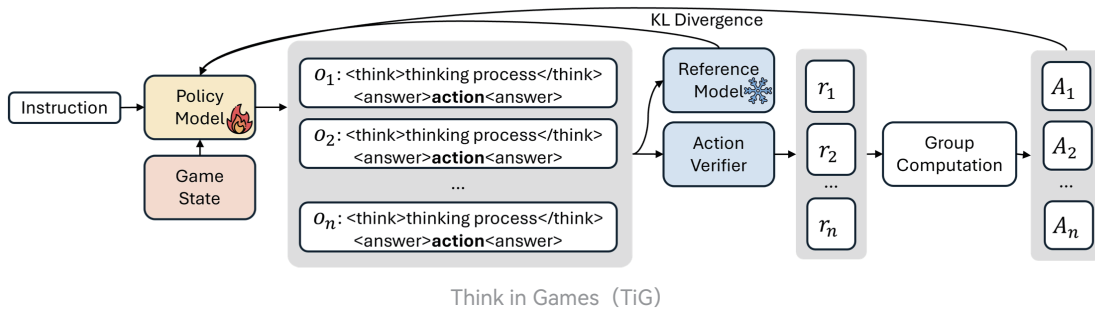 KL Divergence
Instruction
Policy
Model
Game
State
o₁: <think>thinking process</think>
<answer>action<answer>
o₂: <think>thinking process</think>
<answer>action<answer>
...
oₙ: <think>thinking process</think>
<answer>action<answer>
Reference
Model
Action
Verifier
r₁
r₂
...
rₙ
Group
Computation
A₁
A₂
...
Aₙ
Think in Games（TiG）